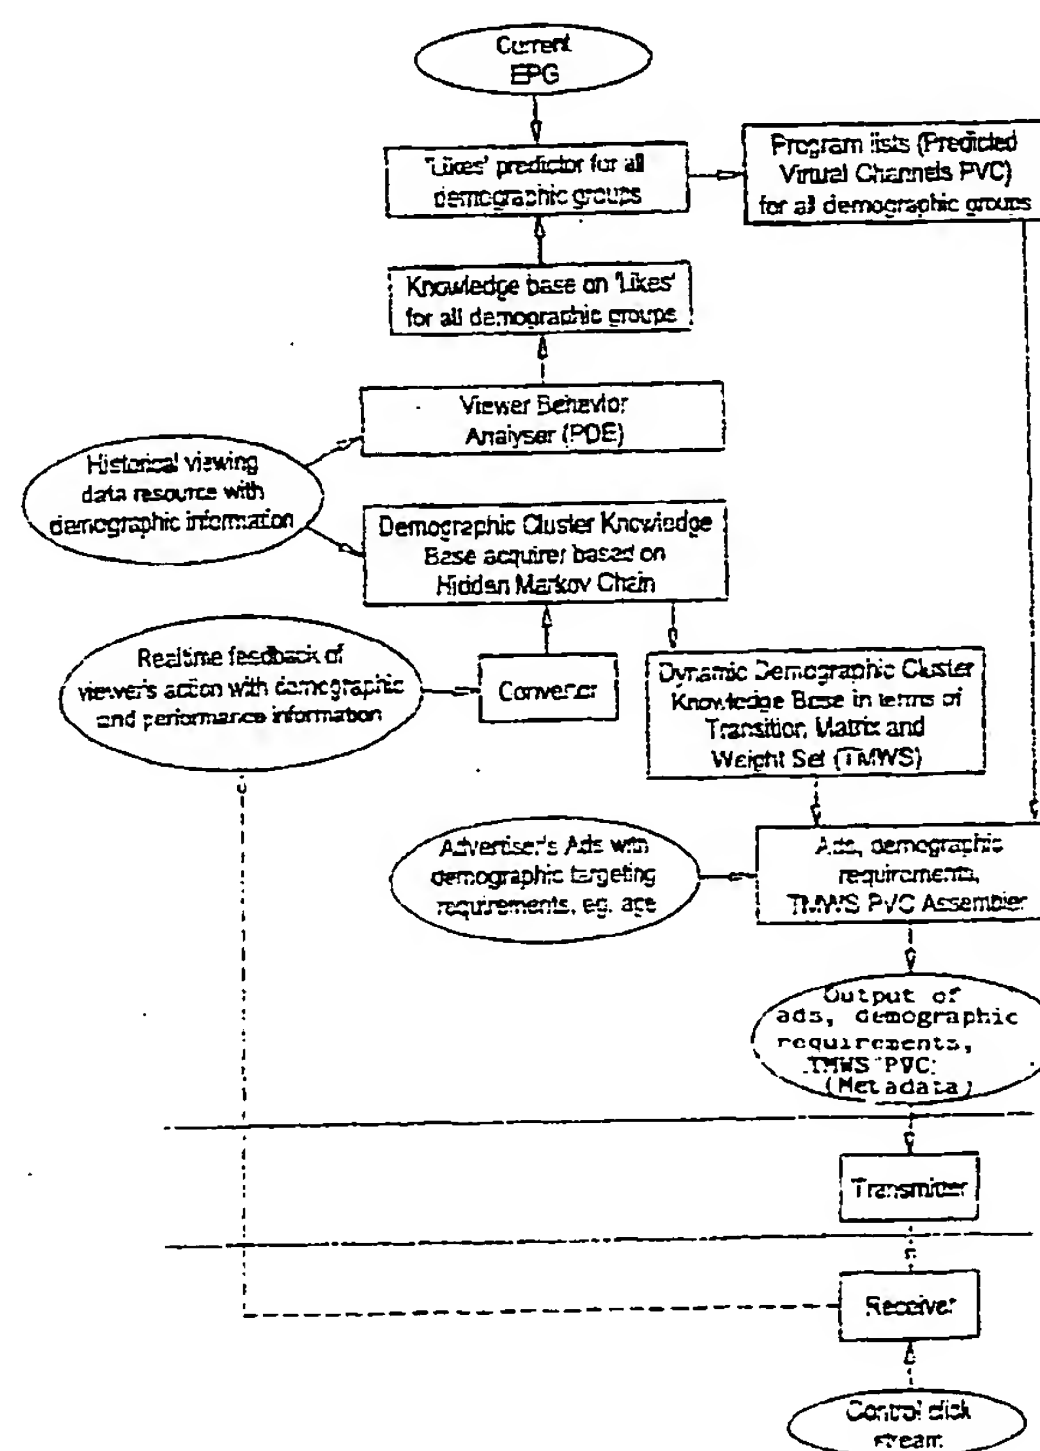 Current
EPG
'Likes' predictor for all
demographic groups
Program lists (Predicted
Virtual Channels PVC)
for all demographic groups
Knowledge base on 'Likes'
for all demographic groups
Viewer Behavior
Analyser (PDE)
Historical viewing
data resource with
demographic information
Demographic Cluster Knowledge
Base acquirer based on
Hidden Markov Chain
Realtime feedback of
viewer's action with demographic
and performance information
Converter
Dynamic Demographic Cluster
Knowledge Base in terms of
Transition Matrix and
Weight Set (TMWS)
Advertiser's Ads with
demographic targeting
requirements, eg. age
Ads, demographic
requirements,
TMWS PVC Assembler
Output of
ads, demographic
requirements,
TMWS PVC
(Metadata)
Transmitter
Receiver
Control click
stream